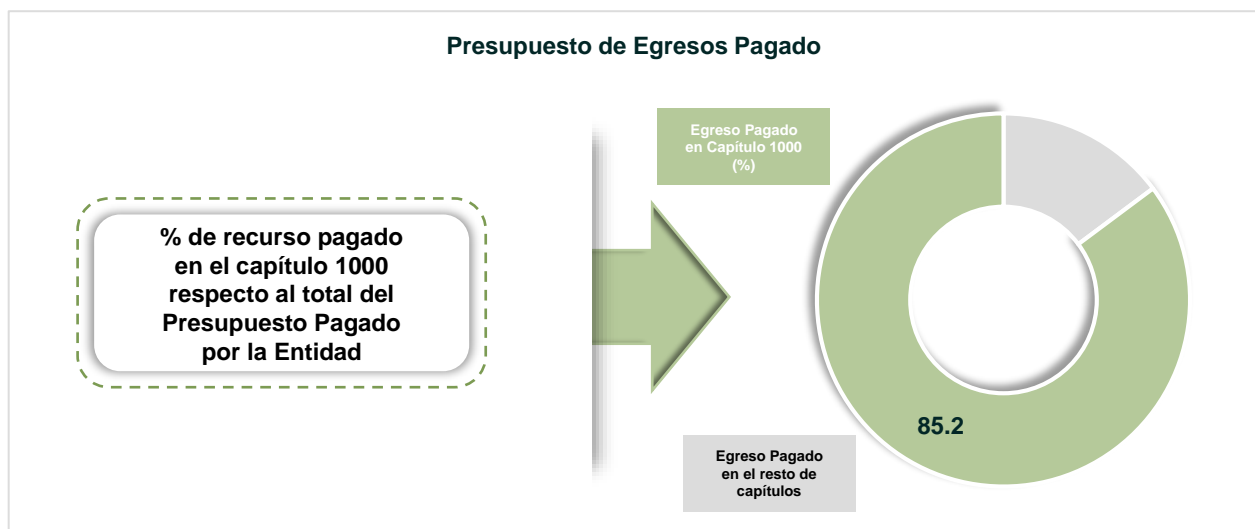 Presupuesto de Egresos Pagado
Egreso Pagado
en Capítulo 1000
(%)
% de recurso pagado
en el capítulo 1000
respecto al total del
Presupuesto Pagado
por la Entidad
85.2
Egreso Pagado
en el resto de
capítulos